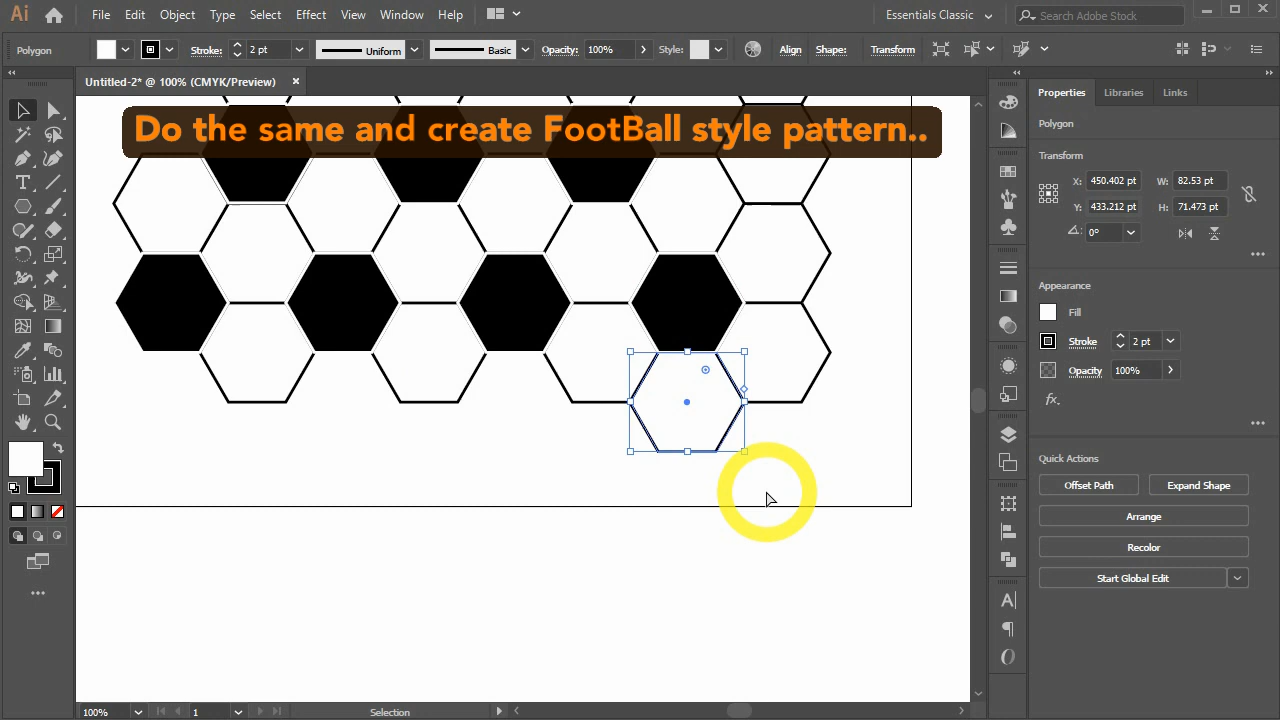 Ai File Edit Object Type Select Effect View Window Help Essentials Classic Search Adobe Stock
Polygon Stroke: 2 pt Uniform Basic Opacity: 100% Style: Align Shape: Transform
Untitled-2* @ 100% (CMYK/Preview) ×
Properties Libraries Links
Do the same and create FootBall style pattern..
Polygon
Transform
X: 450.402 pt W: 82.53 pt
Y: 433.212 pt H: 71.473 pt
0°
Appearance
Fill
Stroke 2 pt
Opacity 100%
fx.
Quick Actions
Offset Path Expand Shape
Arrange
Recolor
Start Global Edit
100% 1 Selection